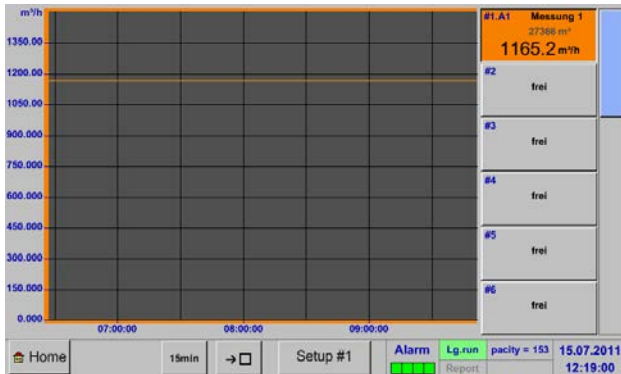 m³/h
1350.00
1200.00
1050.00
900.000
750.000
600.000
450.000
300.000
150.000
0.000
07:00:00 08:00:00 09:00:00
#1.A1 Messung 1
27366 m³
1165.2 m³/h
#2
frei
#3
frei
#4
frei
#5
frei
#6
frei
Home 15min → Setup #1 Alarm Lg.run pacity = 153 15.07.2011
Report 12:19:00